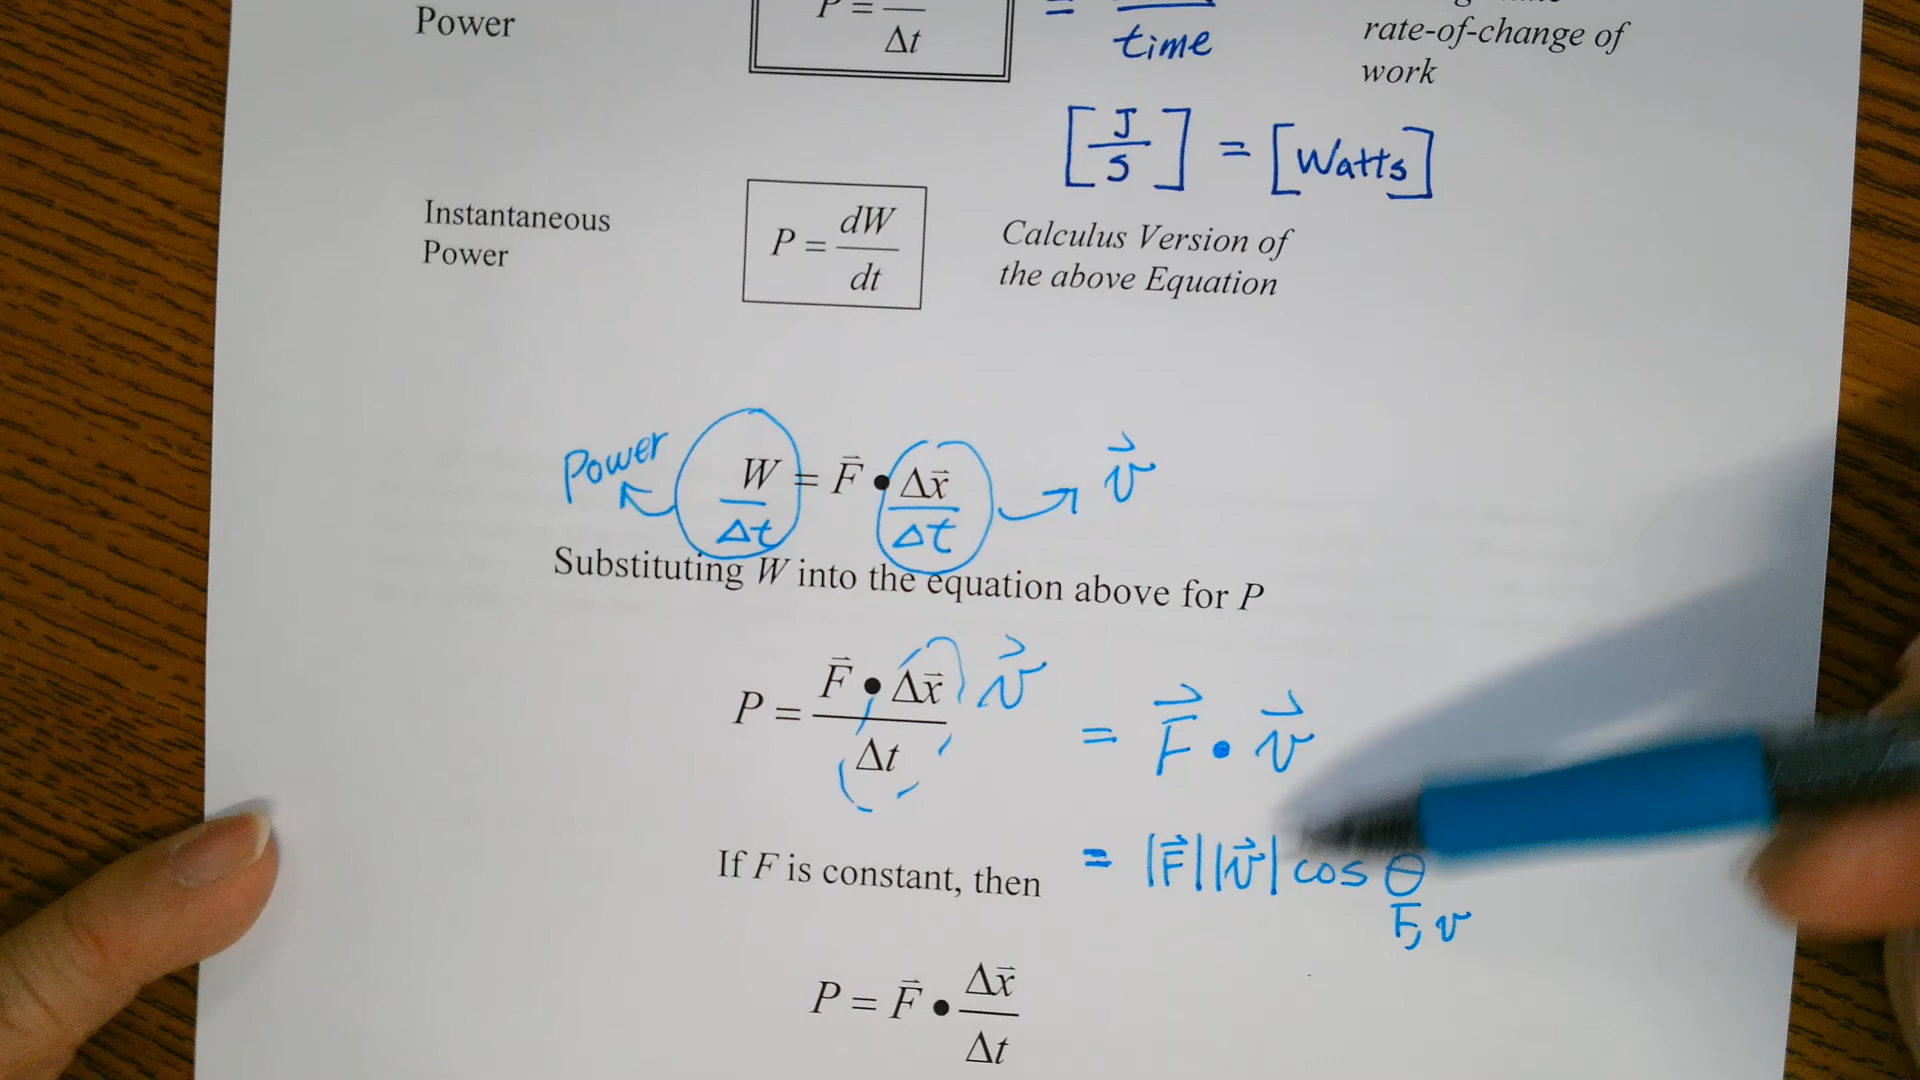 Power
P = — / Δt
= — / time
rate-of-change of
work
[J/s] = [Watts]
Instantaneous
Power
P = dW/dt
Calculus Version of
the above Equation
Power W/Δt = F⃗ • Δx⃗/Δt → v⃗
Substituting W into the equation above for P
P = F⃗ • Δx⃗ / Δt v⃗ = F⃗ • v⃗
If F is constant, then = |F⃗||v⃗| cos θ F,v
P = F⃗ • Δx⃗/Δt